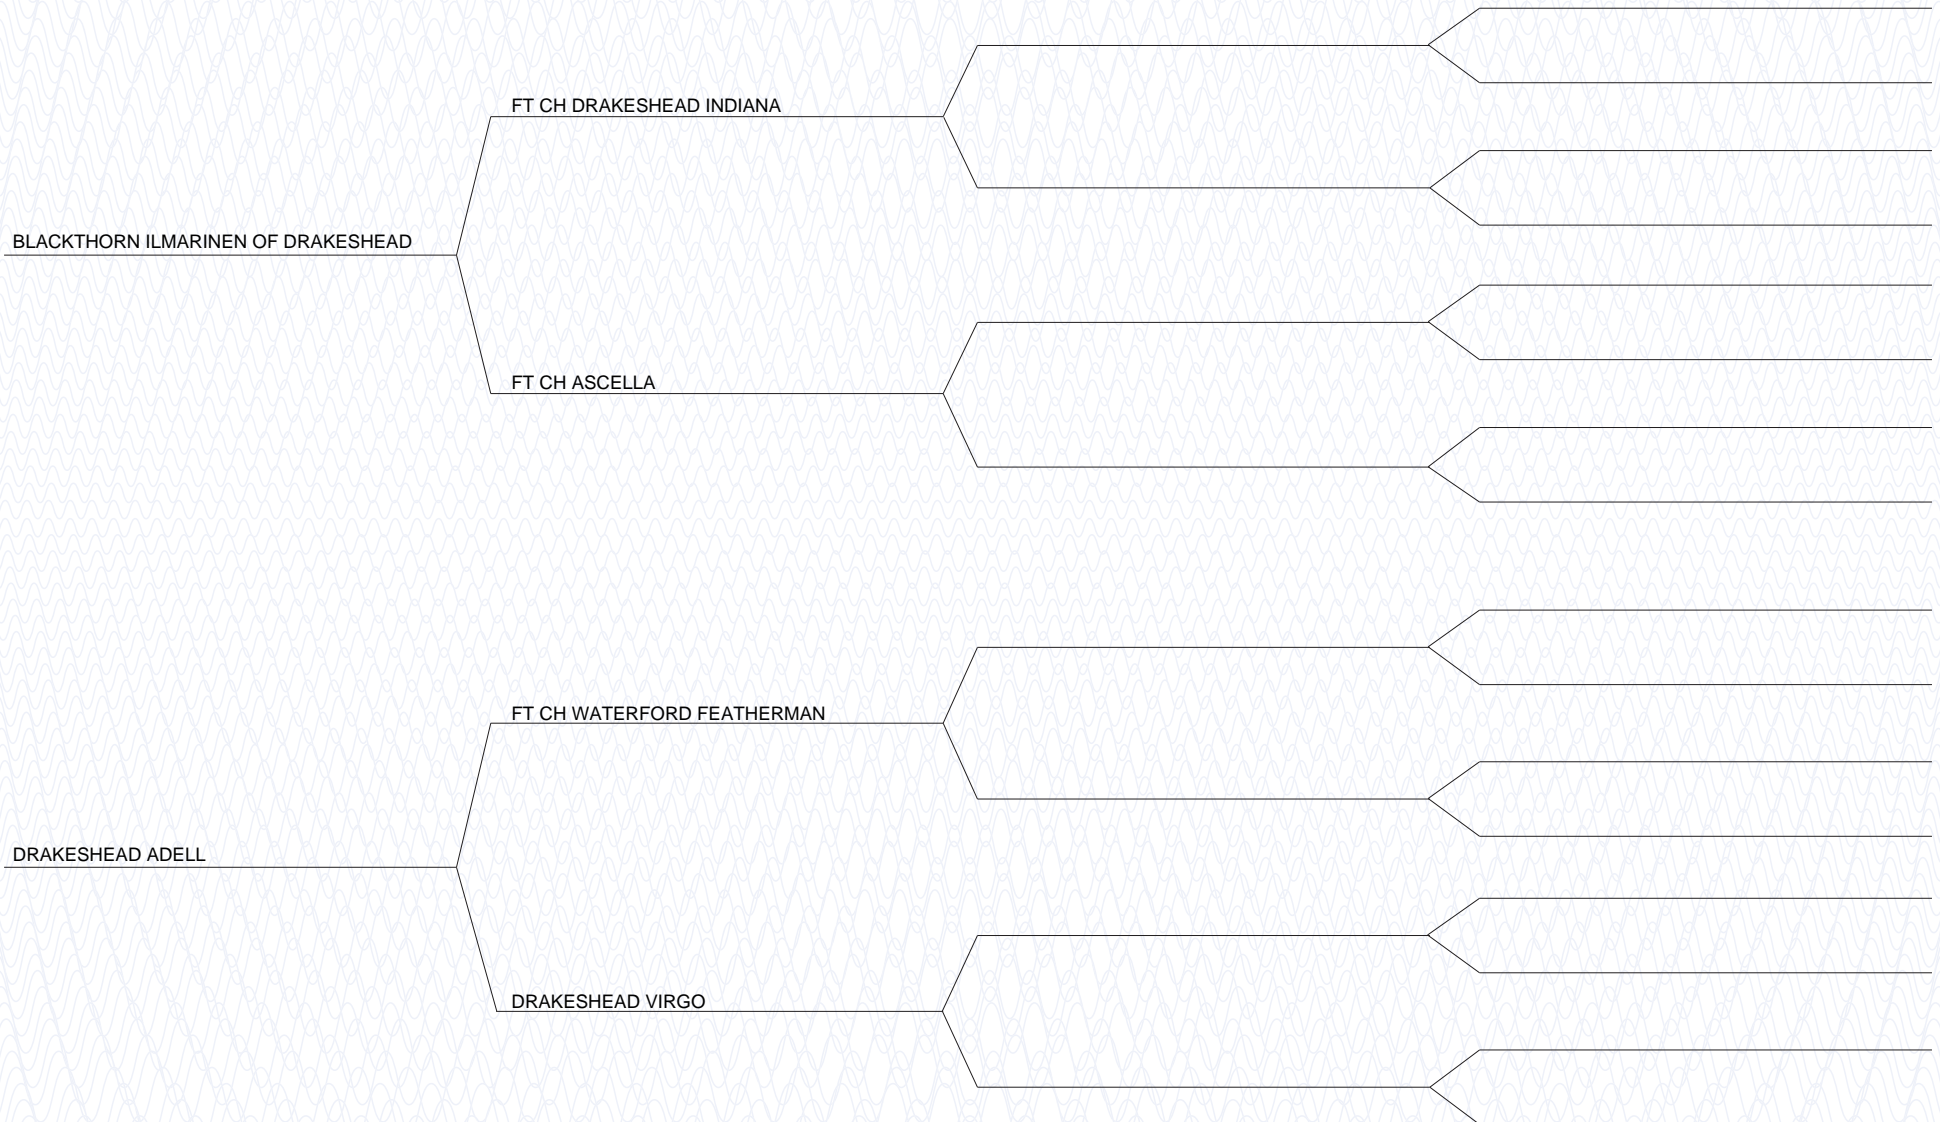 FT CH DRAKESHEAD INDIANA
BLACKTHORN ILMARINEN OF DRAKESHEAD
FT CH ASCELLA
FT CH WATERFORD FEATHERMAN
DRAKESHEAD ADELL
DRAKESHEAD VIRGO